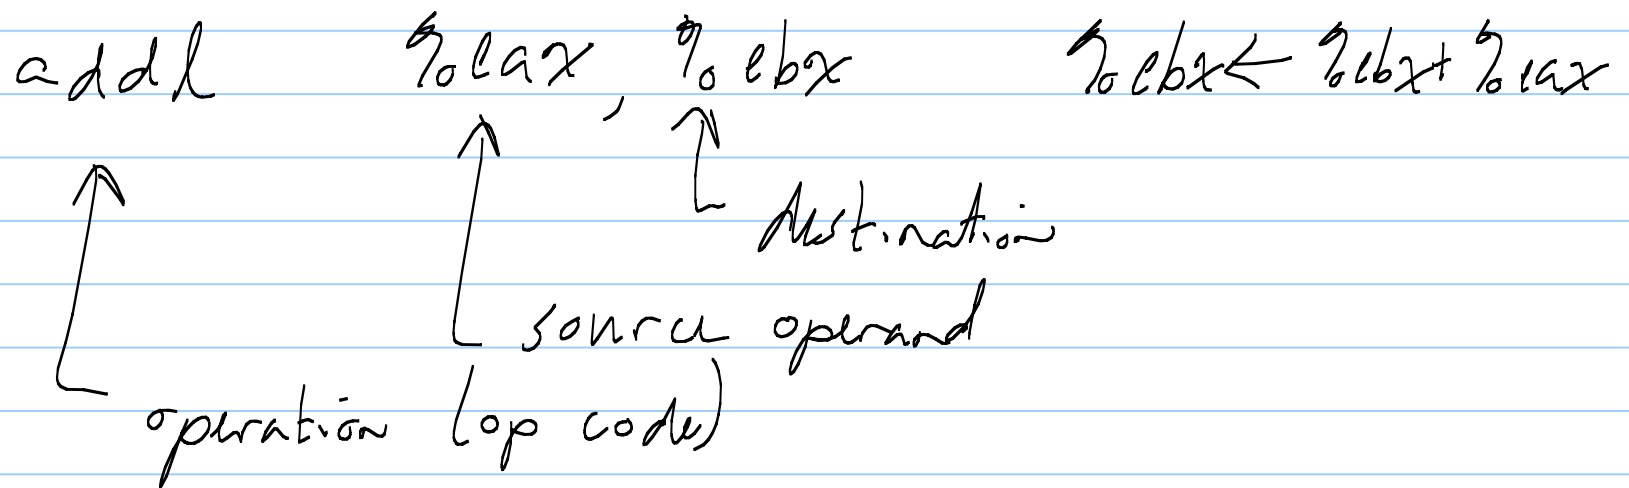 addl %eax, %ebx %ebx ← %ebx + %eax
destination
source operand
operation (op code)